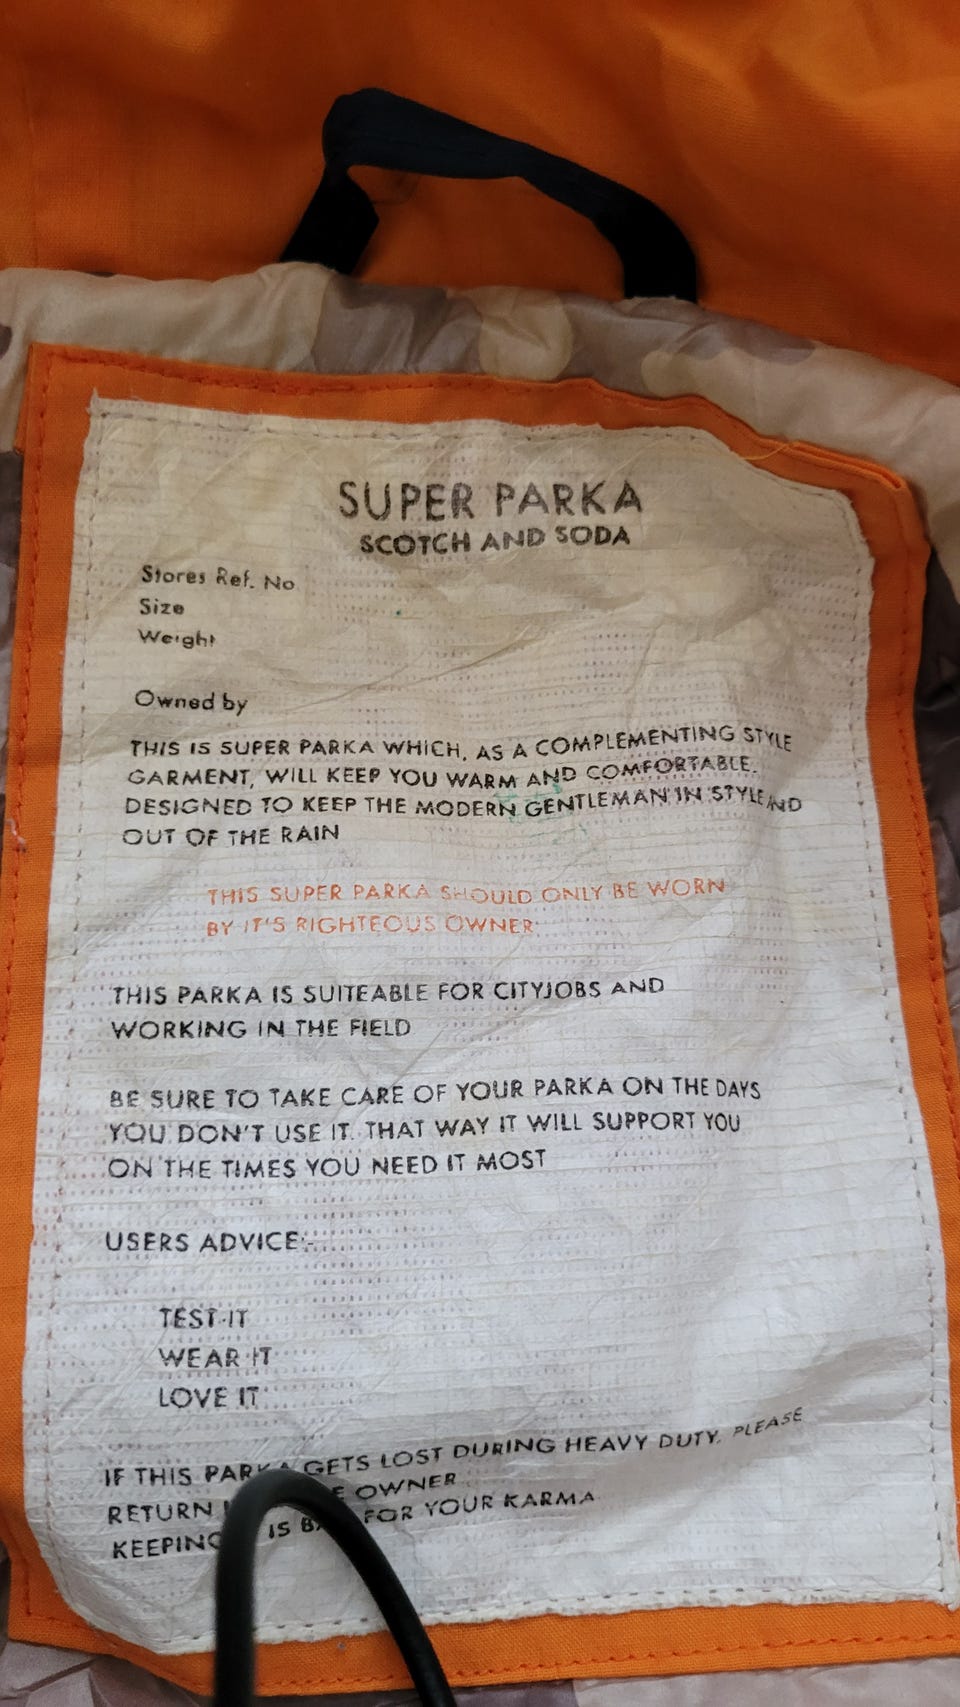 SUPER PARKA
SCOTCH AND SODA
Stores Ref. No
Size
Weight
Owned by
THIS IS SUPER PARKA WHICH, AS A COMPLEMENTING STYLE
GARMENT, WILL KEEP YOU WARM AND COMFORTABLE.
DESIGNED TO KEEP THE MODERN GENTLEMAN IN STYLE AND
OUT OF THE RAIN
THIS SUPER PARKA SHOULD ONLY BE WORN
BY IT'S RIGHTEOUS OWNER
THIS PARKA IS SUITEABLE FOR CITYJOBS AND
WORKING IN THE FIELD
BE SURE TO TAKE CARE OF YOUR PARKA ON THE DAYS
YOU DON'T USE IT. THAT WAY IT WILL SUPPORT YOU
ON THE TIMES YOU NEED IT MOST
USERS ADVICE:-
TEST IT
WEAR IT
LOVE IT
IF THIS PARKA GETS LOST DURING HEAVY DUTY, PLEASE
RETURN OWNER
KEEPING IS FOR YOUR KARMA